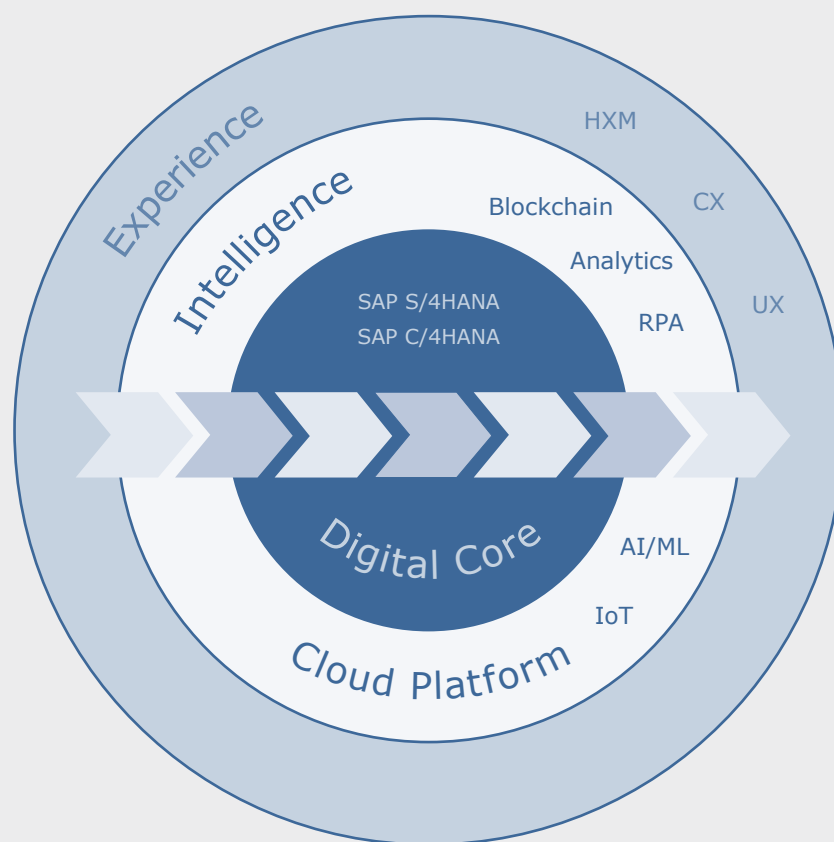 Experience
HXM
Intelligence
CX
Blockchain
Analytics
SAP S/4HANA
UX
RPA
SAP C/4HANA
Digital Core
AI/ML
IoT
Cloud Platform